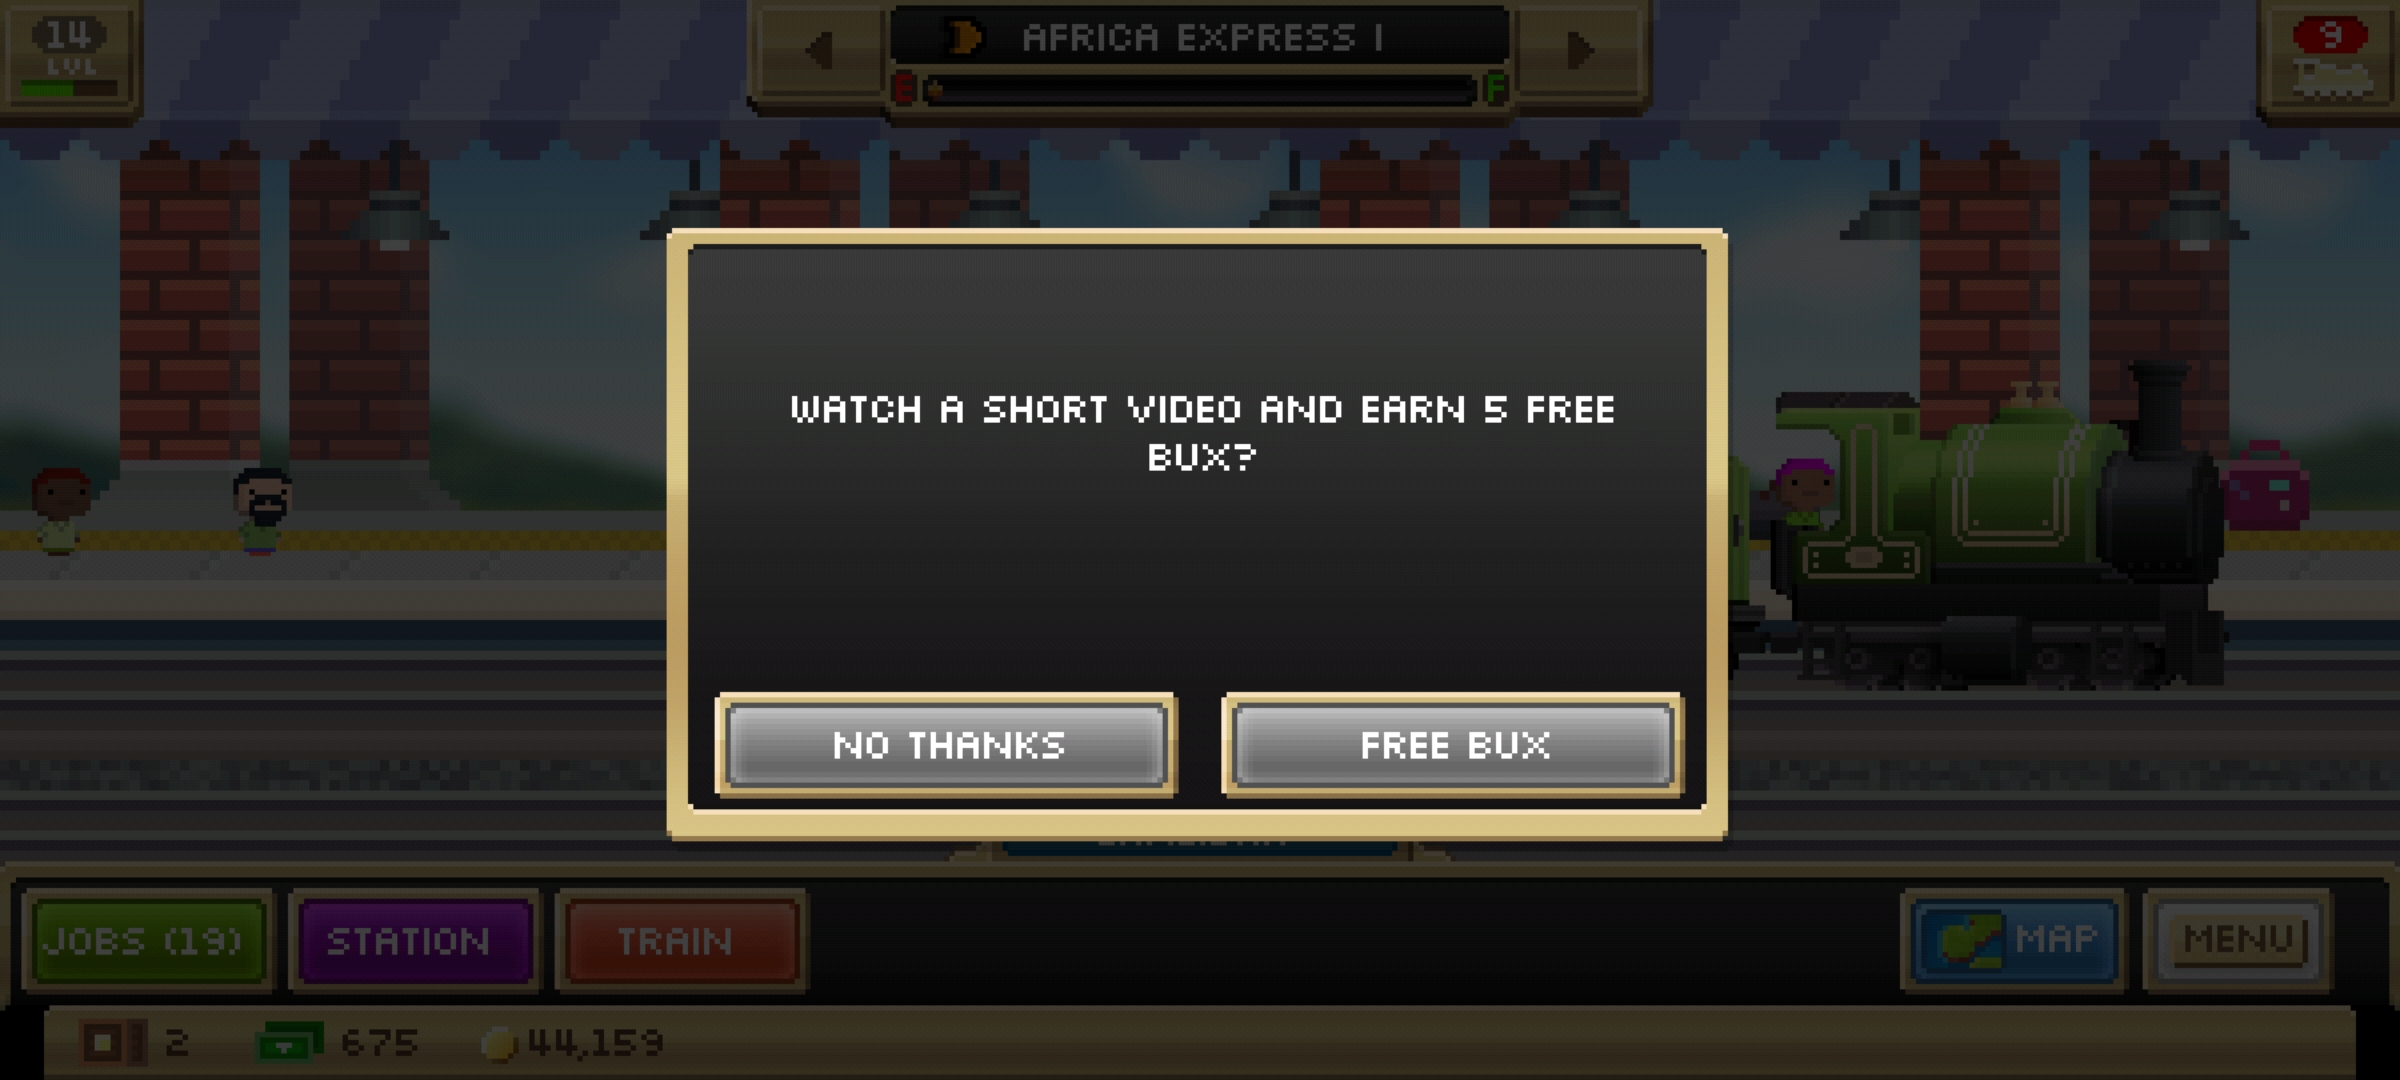 14
LVL
AFRICA EXPRESS I
E
F
9
WATCH A SHORT VIDEO AND EARN 5 FREE
BUX?
NO THANKS
FREE BUX
JOBS (19)
STATION
TRAIN
MAP
MENU
2
675
44,159